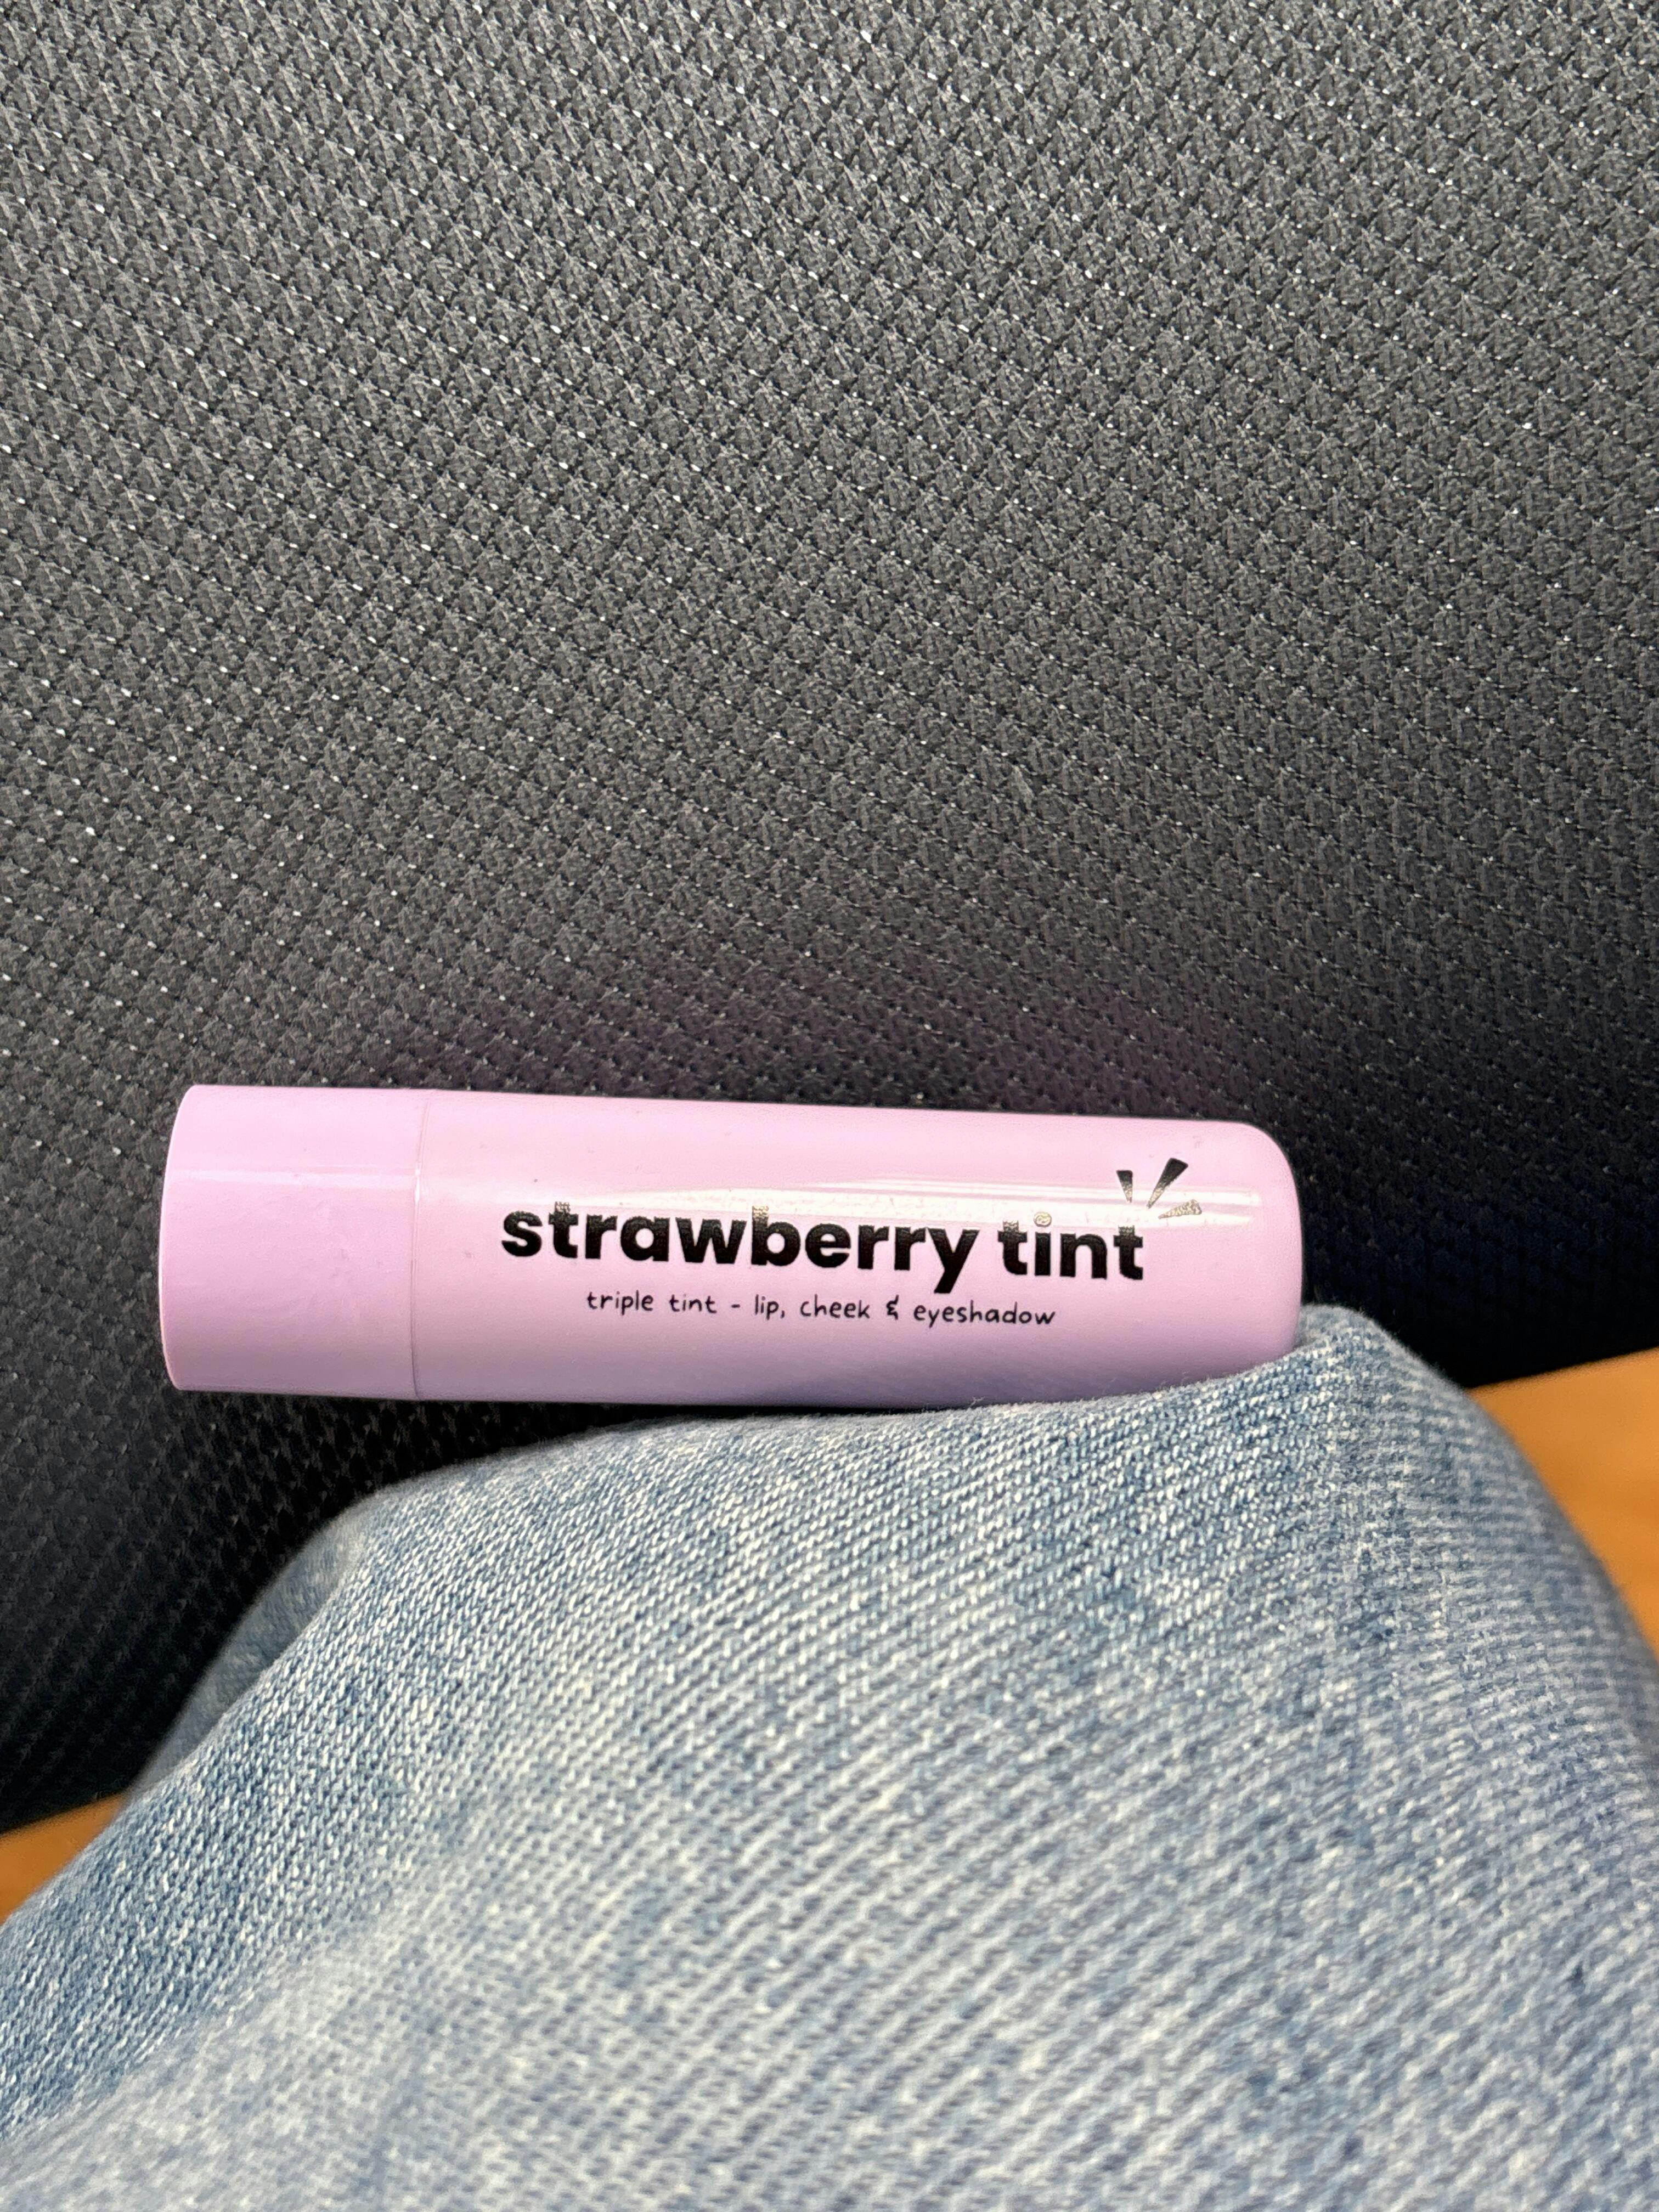 strawberry tint
triple tint - lip, cheek & eyeshadow